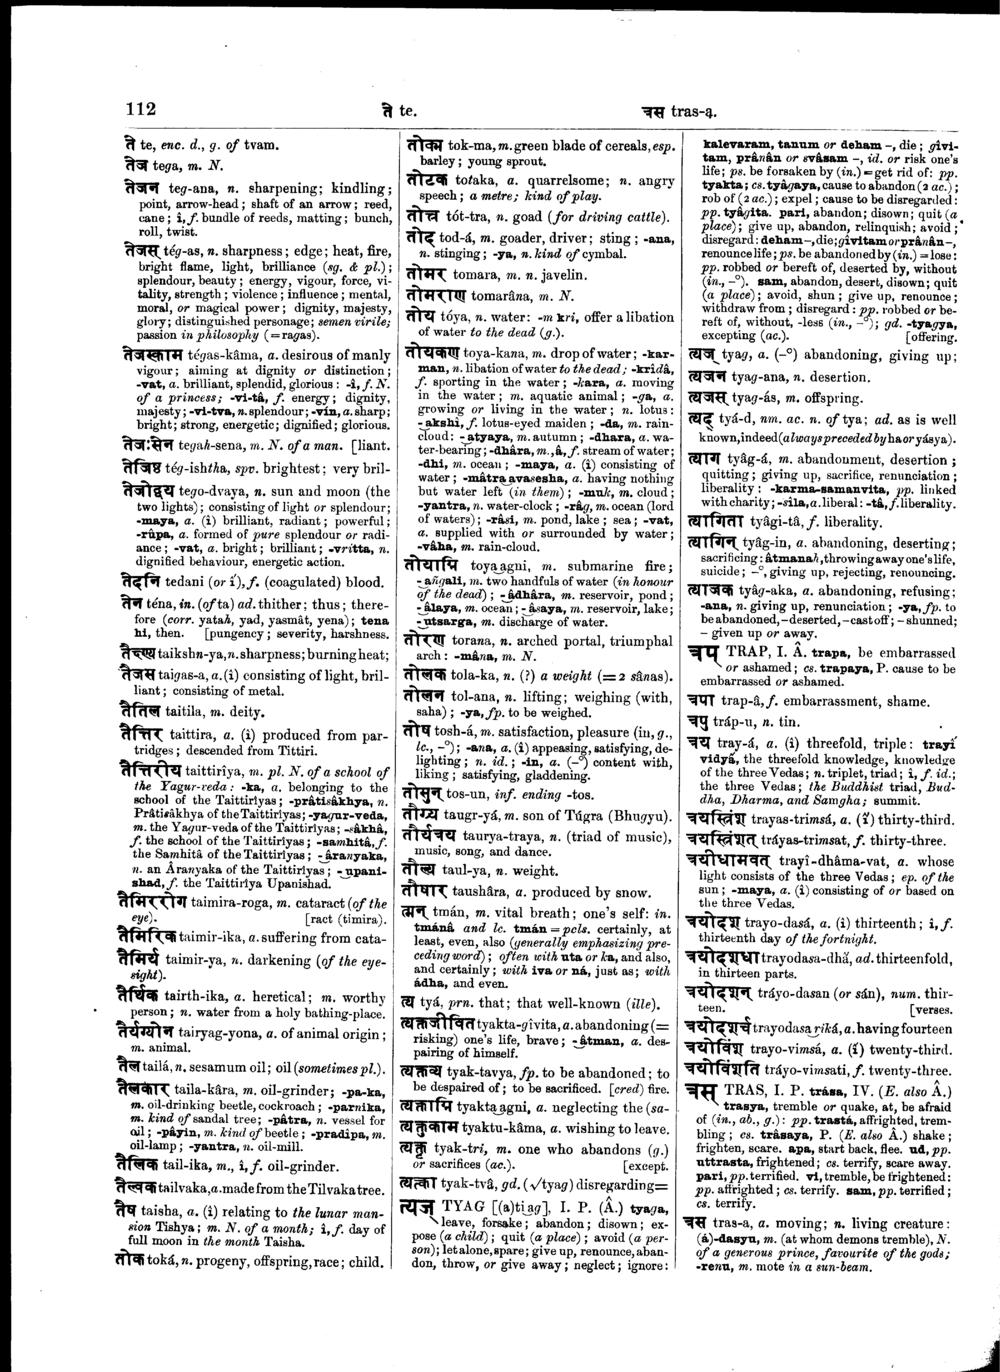 112
ते te.
त्रस tras-a.
ते te, enc. d., g. of tvam.
तेज tega, m. N.
तेजन teg-ana, n. sharpening; kindling;
point, arrow-head; shaft of an arrow; reed,
cane; î, f. bundle of reeds, matting; bunch,
roll, twist.
तेजस् tég-as, n. sharpness; edge; heat, fire,
bright flame, light, brilliance (sg. & pl.);
splendour, beauty; energy, vigour, force, vi-
tality, strength; violence; influence; mental,
moral, or magical power; dignity, majesty,
glory; distinguished personage; semen virile;
passion in philosophy (=ragas).
तेजस्काम tégas-kâma, a. desirous of manly
vigour; aiming at dignity or distinction;
-vat, a. brilliant, splendid, glorious: -î, f. N.
of a princess; -vi-tâ, f. energy; dignity,
majesty; -vi-tva, n. splendour; -vín, a. sharp;
bright; strong, energetic; dignified; glorious.
तेजःसेन tegah-sena, m. N. of a man. [liant.
तेजिष्ठ tég-ishtha, spv. brightest; very bril-
तेजोद्वय tego-dvaya, n. sun and moon (the
two lights); consisting of light or splendour;
-maya, a. (î) brilliant, radiant; powerful;
-rûpa, a. formed of pure splendour or radi-
ance; -vat, a. bright; brilliant; -vritta, n.
dignified behaviour, energetic action.
तेदनि tedani (or í), f. (coagulated) blood.
तेन téna, in. (of ta) ad. thither; thus; there-
fore (corr. yatah, yad, yasmât, yena); tena
hi, then. [pungency; severity, harshness.
तैक्ष्ण्य taikshn-ya, n. sharpness; burning heat;
तैजस taigas-a, a. (î) consisting of light, bril-
liant; consisting of metal.
तैतिल taitila, m. deity.
तैत्तिर taittira, a. (î) produced from par-
tridges; descended from Tittiri.
तैत्तिरीय taittirîya, m. pl. N. of a school of
the Yagur-veda: -ka, a. belonging to the
school of the Taittirîyas; -prâtisâkhya, n.
Prâtisâkhya of the Taittirîyas; -yagur-veda,
m. the Yagur-veda of the Taittirîyas; -sâkhâ,
f. the school of the Taittirîyas; -samhitâ, f.
the Samhitâ of the Taittirîyas; -âranyaka,
n. an Âranyaka of the Taittirîyas; -upani-
shad, f. the Taittirîya Upanishad.
तैमिररोग taimira-roga, m. cataract (of the
eye). [ract (timira).
तैमिरिक taimir-ika, a. suffering from cata-
तैमिर्य taimir-ya, n. darkening (of the eye-
sight).
तैर्थिक tairth-ika, a. heretical; m. worthy
person; n. water from a holy bathing-place.
तैर्यग्योन tairyag-yona, a. of animal origin;
m. animal.
तैल tailá, n. sesamum oil; oil (sometimes pl.).
तैलकार taila-kâra, m. oil-grinder; -pa-ka,
m. oil-drinking beetle, cockroach; -parnika,
m. kind of sandal tree; -pâtra, n. vessel for
oil; -pâyin, m. kind of beetle; -pradîpa, m.
oil-lamp; -yantra, n. oil-mill.
तैलिक tail-ika, m., î, f. oil-grinder.
तैल्वक tailvaka, a. made from the Tilvaka tree.
तैष taisha, a. (î) relating to the lunar man-
sion Tishya; m. N. of a month; î, f. day of
full moon in the month Taisha.
तोक toká, n. progeny, offspring, race; child.
तोक्म tok-ma, m. green blade of cereals, esp.
barley; young sprout.
तोटक totaka, a. quarrelsome; n. angry
speech; a metre; kind of play.
तोत्त्र tót-tra, n. goad (for driving cattle).
तोद tod-á, m. goader, driver; sting; -ana,
n. stinging; -ya, n. kind of cymbal.
तोमर tomara, m. n. javelin.
तोमराण tomarâna, m. N.
तोय tóya, n. water: -m kri, offer a libation
of water to the dead (g.).
तोयकण toya-kana, m. drop of water; -kar-
man, n. libation of water to the dead; -krîdâ,
f. sporting in the water; -kara, a. moving
in the water; m. aquatic animal; -ga, a.
growing or living in the water; n. lotus:
-akshi, f. lotus-eyed maiden; -da, m. rain-
cloud: -atyaya, m. autumn; -dhara, a. wa-
ter-bearing; -dhâra, m., â, f. stream of water;
-dhi, m. ocean; -maya, a. (î) consisting of
water; -mâtra avasesha, a. having nothing
but water left (in them); -muk, m. cloud;
-yantra, n. water-clock; -râg, m. ocean (lord
of waters); -râsi, m. pond, lake; sea; -vat,
a. supplied with or surrounded by water;
-vâha, m. rain-cloud.
तोयाग्नि toya agni, m. submarine fire;
-añgali, m. two handfuls of water (in honour
of the dead); -âdhâra, m. reservoir, pond;
-âlaya, m. ocean; -âsaya, m. reservoir, lake;
-utsarga, m. discharge of water.
तोरण torana, n. arched portal, triumphal
arch: -mâna, m. N.
तोलक tola-ka, n. (?) a weight (=2 sânas).
तोलन tol-ana, n. lifting; weighing (with,
saha); -ya, fp. to be weighed.
तोष tosh-á, m. satisfaction, pleasure (in, g.,
lc., -°); -ana, a. (î) appeasing, satisfying, de-
lighting; n. id.; -in, a. (-°) content with,
liking; satisfying, gladdening.
तोसुन् tos-un, inf. ending -tos.
तौग्र्य taugr-yá, m. son of Túgra (Bhugyu).
तौर्यत्रय taurya-traya, n. (triad of music),
music, song, and dance.
तौल्य taul-ya, n. weight.
तौषार taushâra, a. produced by snow.
त्मन् tmán, m. vital breath; one's self: in.
tmánâ and lc. tmán=pcls. certainly, at
least, even, also (generally emphasizing pre-
ceding word); often with uta or ka, and also,
and certainly; with iva or ná, just as; with
ádha, and even.
त्य tyá, prn. that; that well-known (ille).
त्यक्तजीवित tyakta-gîvita, a. abandoning (=
risking) one's life, brave; -âtman, a. des-
pairing of himself.
त्यक्तव्य tyak-tavya, fp. to be abandoned; to
be despaired of; to be sacrificed. [cred) fire.
त्यक्ताग्नि tyakta agni, a. neglecting the (sa-
त्यक्तुकाम tyaktu-kâma, a. wishing to leave.
त्यक्तृ tyak-tri, m. one who abandons (g.)
or sacrifices (ac.). [except.
त्यक्त्वा tyak-tvâ, gd. (√tyag) disregarding=
त्यज् TYAG [(a)ti ag], I. P. (Â.) tyaga,
leave, forsake; abandon; disown; ex-
pose (a child); quit (a place); avoid (a per-
son); let alone, spare; give up, renounce, aban-
don, throw, or give away; neglect; ignore:
kalevaram, tanum or deham -, die; gîvi-
tam, prânân or svâsam -, id. or risk one's
life; ps. be forsaken by (in.)=get rid of: pp.
tyakta; cs. tyâgaya, cause to abandon (2 ac.);
rob of (2 ac.); expel; cause to be disregarded:
pp. tyâgita. pari, abandon; disown; quit (a
place); give up, abandon, relinquish; avoid;
disregard: deham-, die; gîvitam or prânân-,
renounce life; ps. be abandoned by (in.)=lose:
pp. robbed or bereft of, deserted by, without
(in., -°). sam, abandon, desert, disown; quit
(a place); avoid, shun; give up, renounce;
withdraw from; disregard: pp. robbed or be-
reft of, without, -less (in., -°); gd. -tyagya,
excepting (ac.). [offering.
त्यज् tyag, a. (-°) abandoning, giving up;
त्यजन tyag-ana, n. desertion.
त्यजस् tyag-ás, m. offspring.
त्यद् tyá-d, nm. ac. n. of tya; ad. as is well
known, indeed (always preceded by ha or yásya).
त्याग tyâg-á, m. abandonment, desertion;
quitting; giving up, sacrifice, renunciation;
liberality: -karma-samanvita, pp. linked
with charity; -sîla, a. liberal: -tâ, f. liberality.
त्यागिता tyâgi-tâ, f. liberality.
त्यागिन् tyâg-in, a. abandoning, deserting;
sacrificing: âtmanah, throwing away one's life,
suicide; -°, giving up, rejecting, renouncing.
त्याजक tyâg-aka, a. abandoning, refusing;
-ana, n. giving up, renunciation; -ya, fp. to
be abandoned, - deserted, - cast off; - shunned;
- given up or away.
त्रप् TRAP, I. Â. trapa, be embarrassed
or ashamed; cs. trapaya, P. cause to be
embarrassed or ashamed.
त्रपा trap-â, f. embarrassment, shame.
त्रपु tráp-u, n. tin.
त्रय tray-á, a. (î) threefold, triple: trayî
vidyâ, the threefold knowledge, knowledge
of the three Vedas; n. triplet, triad; î, f. id.;
the three Vedas; the Buddhist triad, Bud-
dha, Dharma, and Samgha; summit.
त्रयस्त्रिंश trayas-trimsá, a. (î) thirty-third.
त्रयस्त्रिंशत् tráyas-trimsat, f. thirty-three.
त्रयीधामवत् trayî-dhâma-vat, a. whose
light consists of the three Vedas; ep. of the
sun; -maya, a. (î) consisting of or based on
the three Vedas.
त्रयोदश trayo-dasá, a. (î) thirteenth; î, f.
thirteenth day of the fortnight.
त्रयोदशधा trayodasa-dhâ, ad. thirteenfold,
in thirteen parts.
त्रयोदशन् tráyo-dasan (or sán), num. thir-
teen. [verses.
त्रयोदशर्च trayodasa riká, a. having fourteen
त्रयोविंश trayo-vimsá, a. (î) twenty-third.
त्रयोविंशति tráyo-vimsati, f. twenty-three.
त्रस् TRAS, I. P. trása, IV. (E. also Â.)
trasya, tremble or quake, at, be afraid
of (in., ab., g.): pp. trastá, affrighted, trem-
bling; cs. trâsaya, P. (E. also Â.) shake;
frighten, scare. apa, start back, flee. ud, pp.
uttrasta, frightened; cs. terrify, scare away.
pari, pp. terrified. vi, tremble, be frightened:
pp. affrighted; cs. terrify. sam, pp. terrified;
cs. terrify.
त्रस tras-a, a. moving; n. living creature:
(á)-dasyu, m. (at whom demons tremble), N.
of a generous prince, favourite of the gods;
-renu, m. mote in a sun-beam.